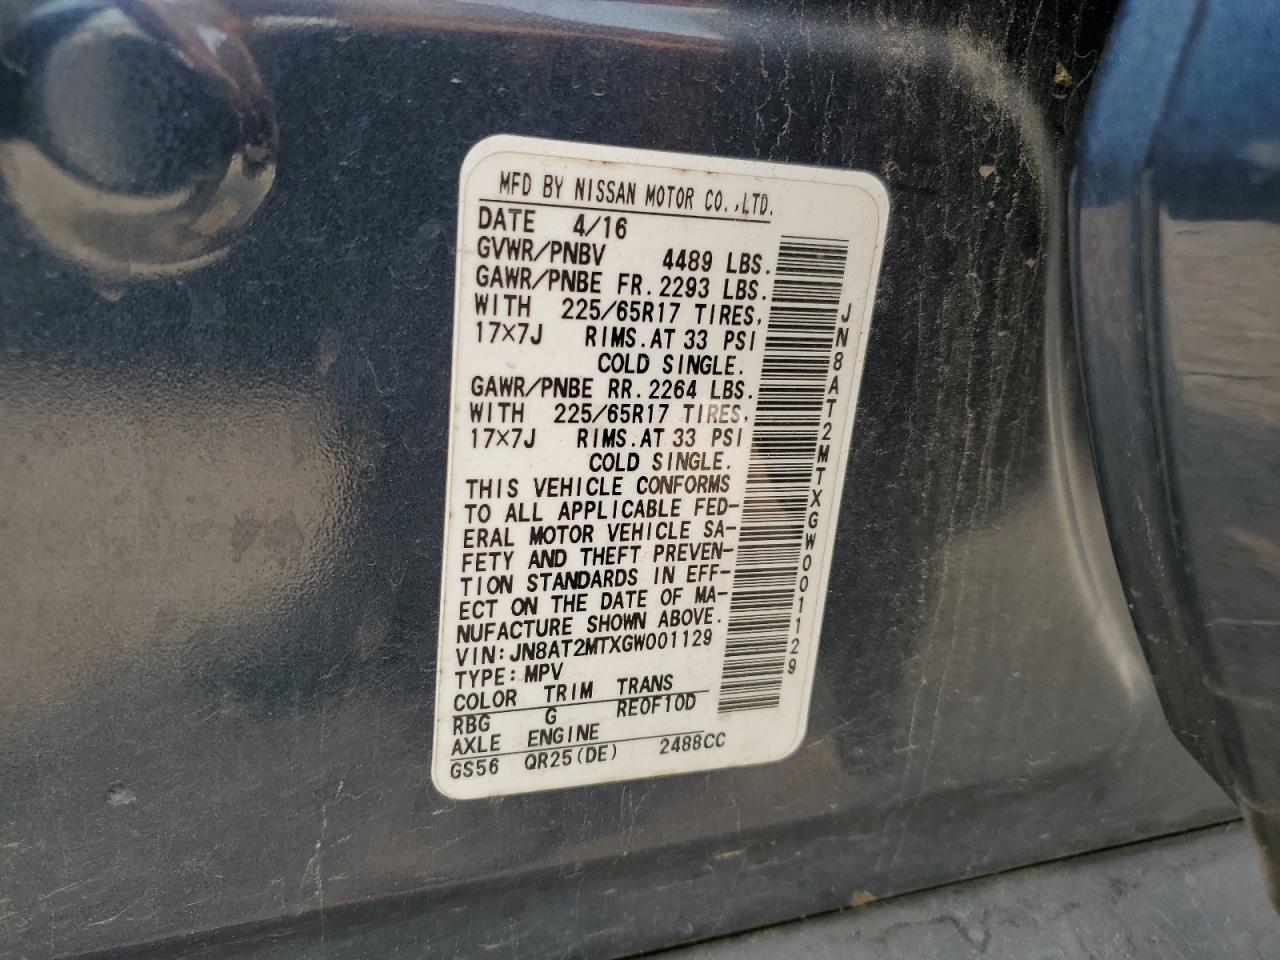 MFD BY NISSAN MOTOR CO.,LTD.
DATE 4/16
GVWR/PNBV 4489 LBS.
GAWR/PNBE FR. 2293 LBS.
WITH 225/65R17 TIRES,
17×7J RIMS. AT 33 PSI
COLD SINGLE.
GAWR/PNBE RR. 2264 LBS.
WITH 225/65R17 TIRES,
17×7J RIMS. AT 33 PSI
COLD SINGLE.
THIS VEHICLE CONFORMS
TO ALL APPLICABLE FED-
ERAL MOTOR VEHICLE SA-
FETY AND THEFT PREVEN-
TION STANDARDS IN EFF-
ECT ON THE DATE OF MA-
NUFACTURE SHOWN ABOVE.
VIN: JN8AT2MTXGW001129
TYPE: MPV
COLOR TRIM TRANS
RBG G RE0F10D
AXLE ENGINE
GS56 QR25(DE) 2488CC
JN8AT2MTXGW001129